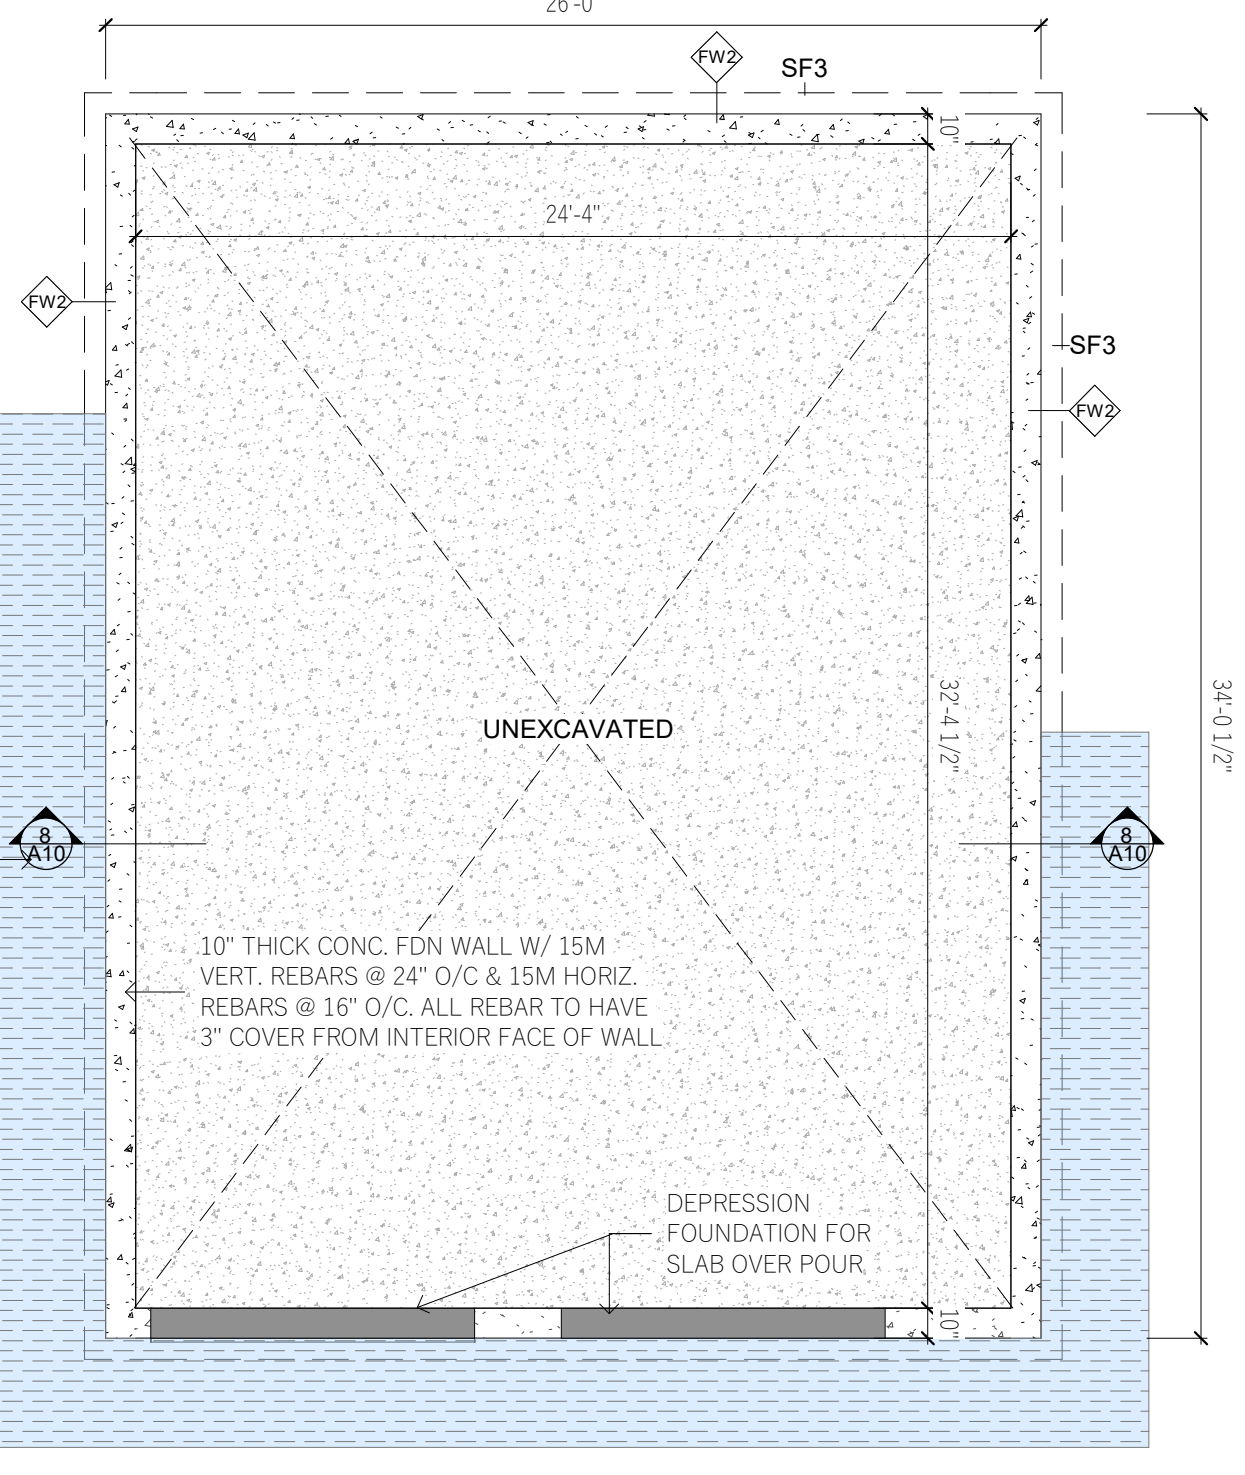 26'-0
FW2
SF3
10"
24'-4"
FW2
SF3
FW2
UNEXCAVATED
32'-4 1/2"
34'-0 1/2"
8
A10
8
A10
10" THICK CONC. FDN WALL W/ 15M
VERT. REBARS @ 24" O/C & 15M HORIZ.
REBARS @ 16" O/C. ALL REBAR TO HAVE
3" COVER FROM INTERIOR FACE OF WALL
DEPRESSION
FOUNDATION FOR
SLAB OVER POUR
10"